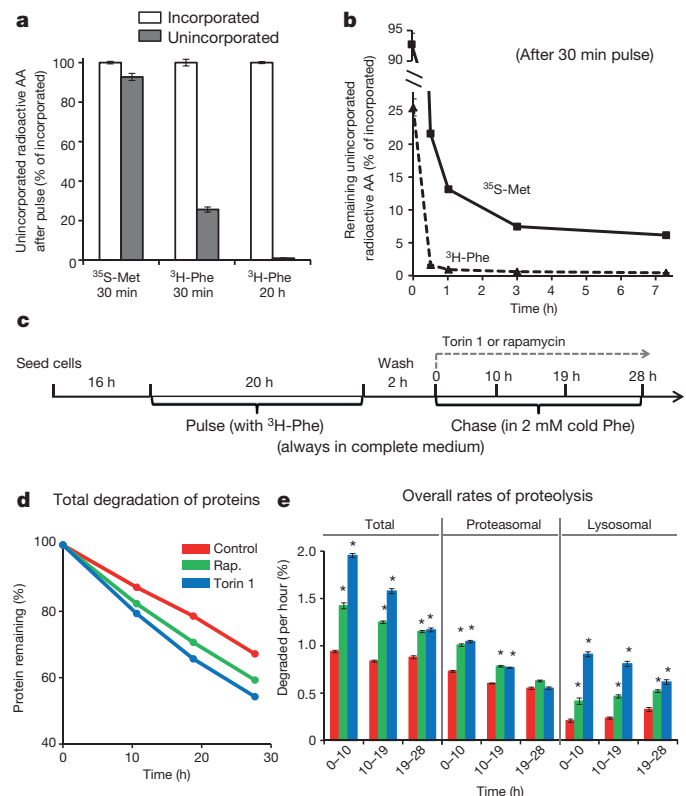 a
Incorporated
Unincorporated
Unincorporated radioactive AA
after pulse (% of incorporated)
100
80
60
40
20
0
³⁵S-Met
30 min
³H-Phe
30 min
³H-Phe
20 h
b
(After 30 min pulse)
Remaining unincorporated
radioactive AA (% of incorporated)
95
90
25
20
15
10
5
0
³⁵S-Met
³H-Phe
0 1 2 3 4 5 6 7
Time (h)
c
Torin 1 or rapamycin
Seed cells
Wash
16 h
20 h
2 h
0
10 h
19 h
28 h
Pulse (with ³H-Phe)
Chase (in 2 mM cold Phe)
(always in complete medium)
d
Total degradation of proteins
Protein remaining (%)
100
80
60
40
Control
Rap.
Torin 1
0 10 20 30
Time (h)
e
Overall rates of proteolysis
Total
Proteasomal
Lysosomal
Degraded per hour (%)
2.0
1.5
1.0
0.5
0
* * * * * *
* * * *
* * * * * *
0–10 10–19 19–28 0–10 10–19 19–28 0–10 10–19 19–28
Time (h)